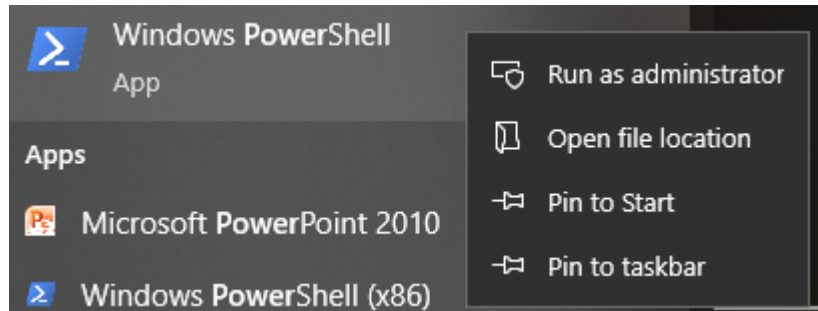 Windows PowerShell
App
Apps
Microsoft PowerPoint 2010
Windows PowerShell (x86)
Run as administrator
Open file location
Pin to Start
Pin to taskbar